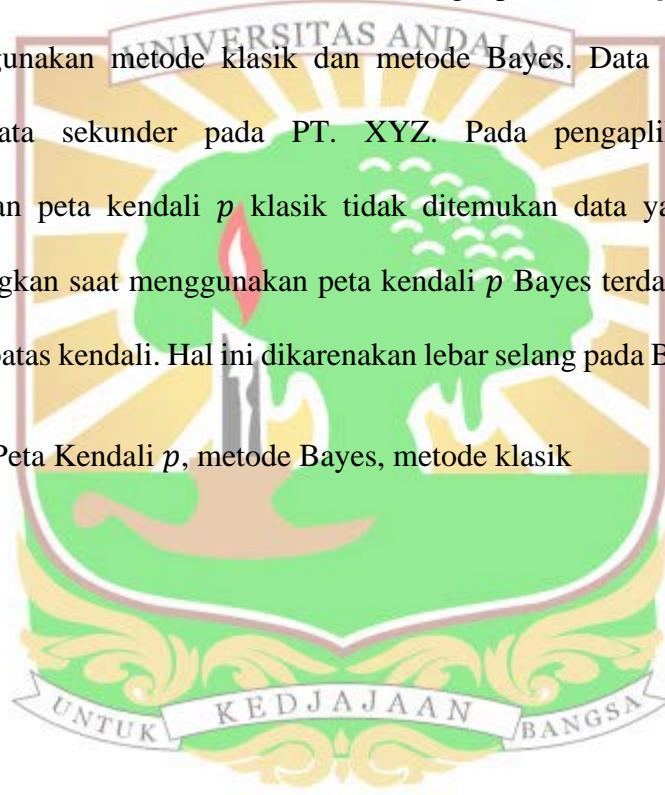 UNIVERSITAS ANDALAS
gunakan metode klasik dan metode Bayes. Data
ata sekunder pada PT. XYZ. Pada pengapli
an peta kendali p klasik tidak ditemukan data ya
gkan saat menggunakan peta kendali p Bayes terda
batas kendali. Hal ini dikarenakan lebar selang pada B
Peta Kendali p, metode Bayes, metode klasik
UNTUK KEDJAJAAN BANGSA